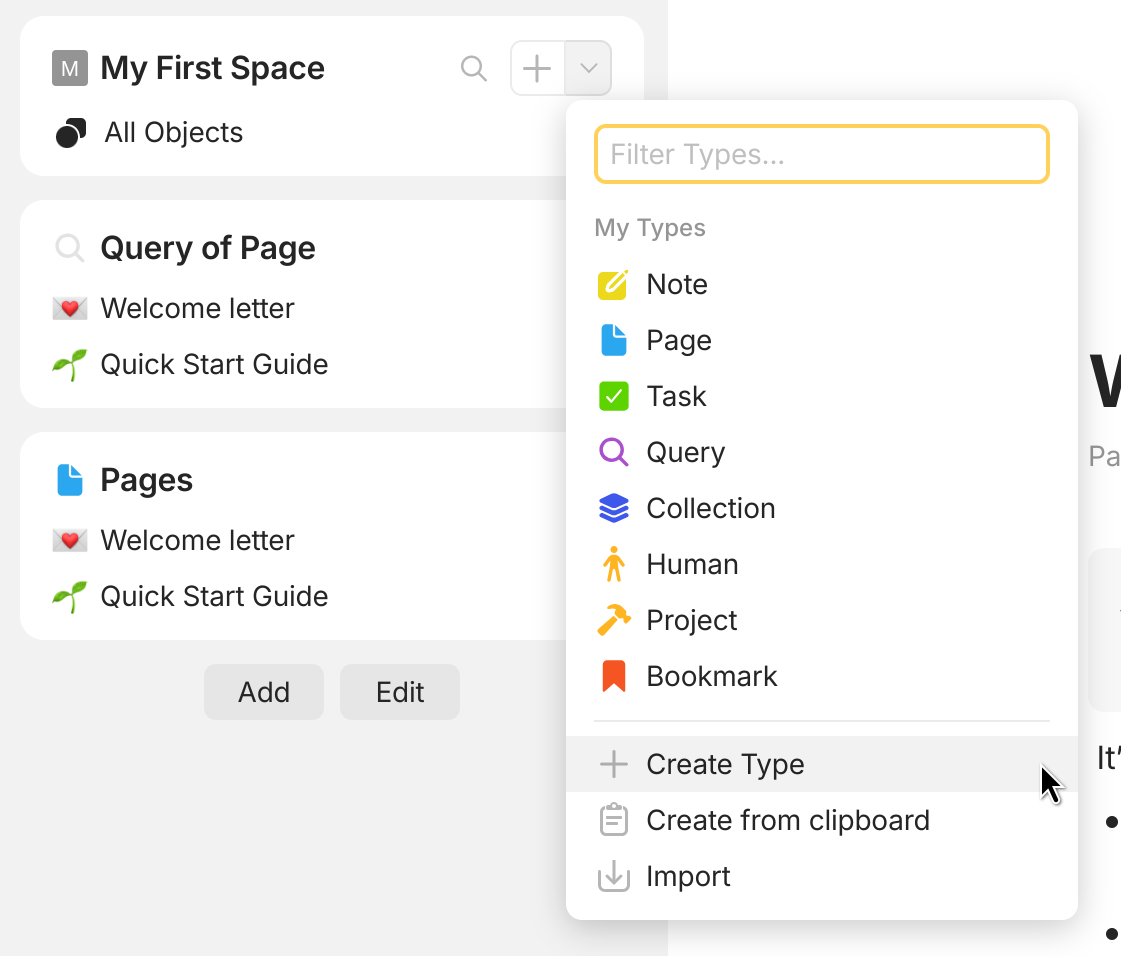 M My First Space
All Objects
Query of Page
Welcome letter
Quick Start Guide
Pages
Welcome letter
Quick Start Guide
Add
Edit
Filter Types...
My Types
Note
Page
Task
Query
Collection
Human
Project
Bookmark
Create Type
Create from clipboard
Import
Pa
It’